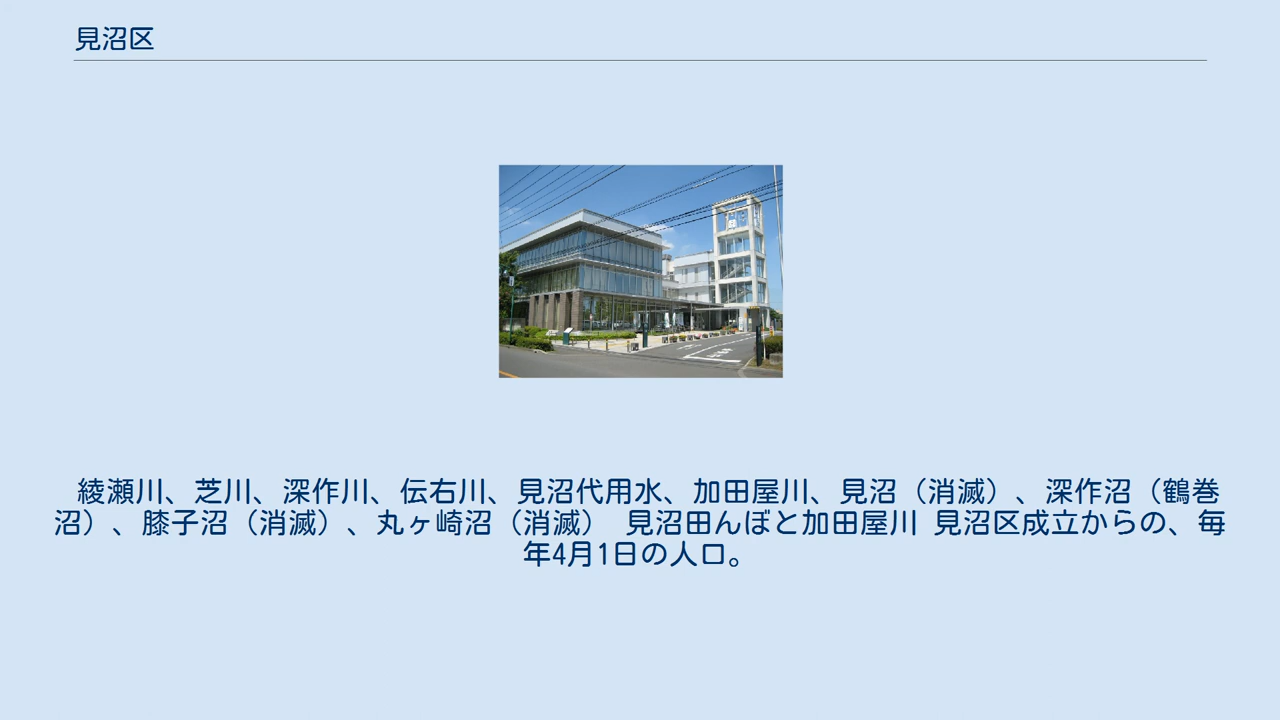 見沼区
綾瀬川、芝川、深作川、伝右川、見沼代用水、加田屋川、見沼（消滅）、深作沼（鶴巻
沼）、膝子沼（消滅）、丸ヶ崎沼（消滅） 見沼田んぼと加田屋川 見沼区成立からの、毎
年4月1日の人口。